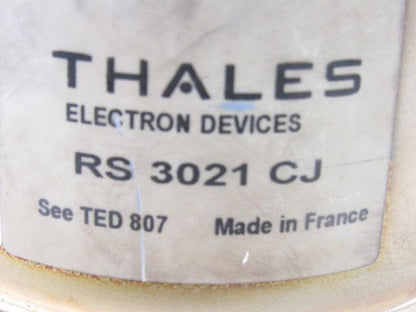 THALES
ELECTRON DEVICES
RS 3021 CJ
See TED 807 Made in France